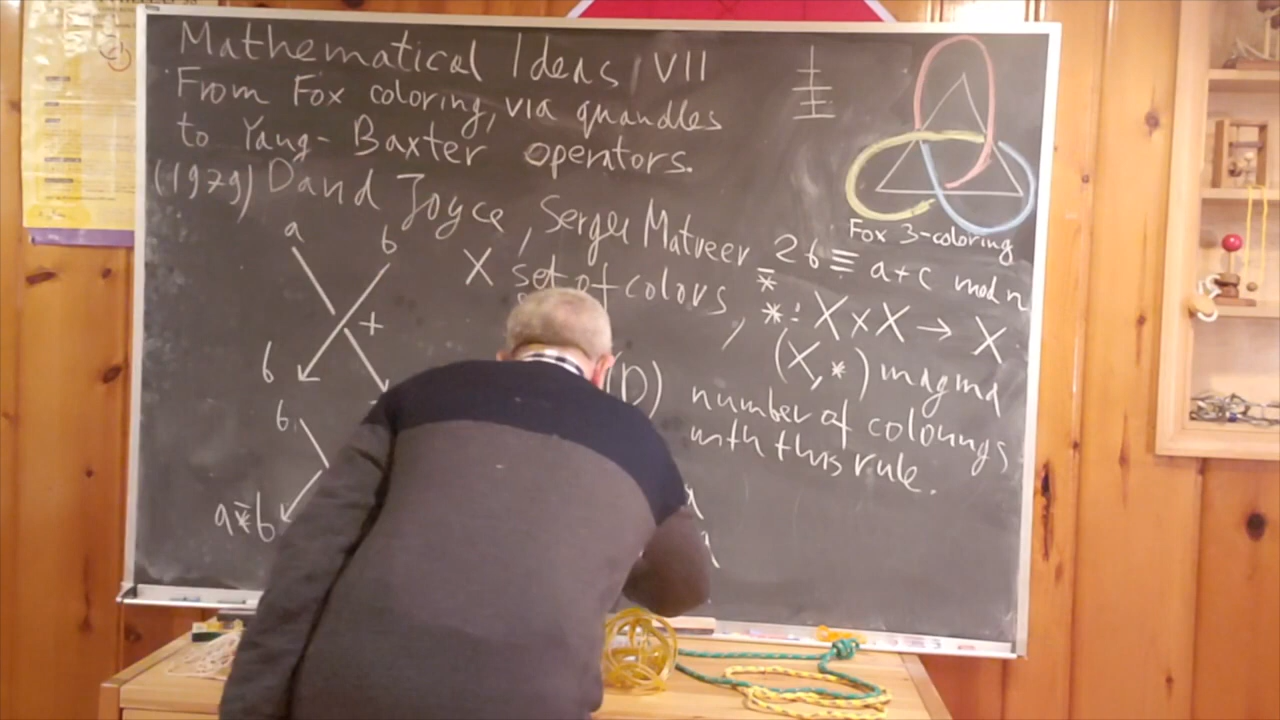 Mathematical Ideas VII
From Fox coloring, via quandles
to Yang-Baxter operators.
(1979) David Joyce, Sergei Matveev
Fox 3-coloring
2b ≡ a+c mod n
X set of colors,
*: X×X → X
*̄
(X,*) magma
(D) number of colourings
with this rule.
a
b
+
b
b
a*̄b
a
a